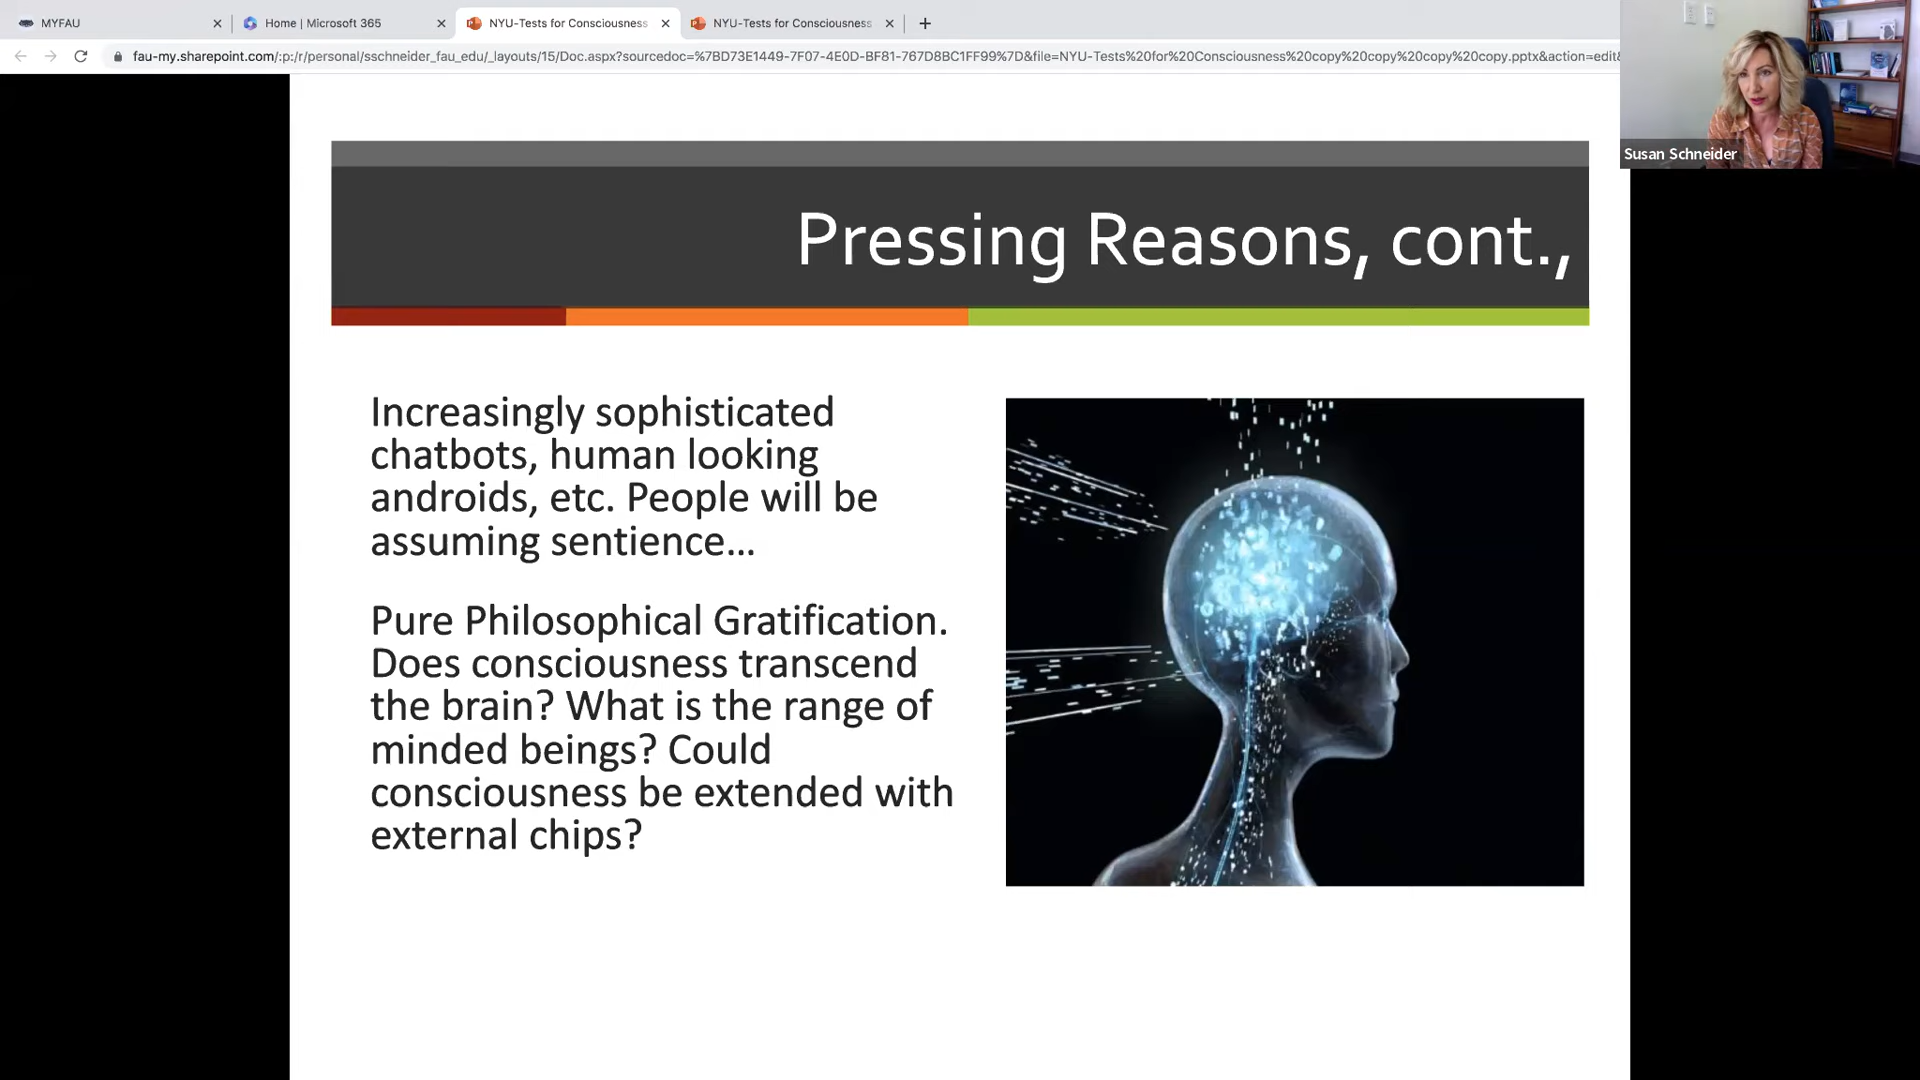 MYFAU
Home | Microsoft 365
NYU-Tests for Consciousness
NYU-Tests for Consciousness
fau-my.sharepoint.com/:p:/r/personal/sschneider_fau_edu/_layouts/15/Doc.aspx?sourcedoc=%7BD73E1449-7F07-4E0D-BF81-767D8BC1FF99%7D&file=NYU-Tests%20for%20Consciousness%20copy%20copy%20copy%20copy.pptx&action=edit&
Susan Schneider
Pressing Reasons, cont.,
Increasingly sophisticated
chatbots, human looking
androids, etc. People will be
assuming sentience…
Pure Philosophical Gratification.
Does consciousness transcend
the brain? What is the range of
minded beings? Could
consciousness be extended with
external chips?